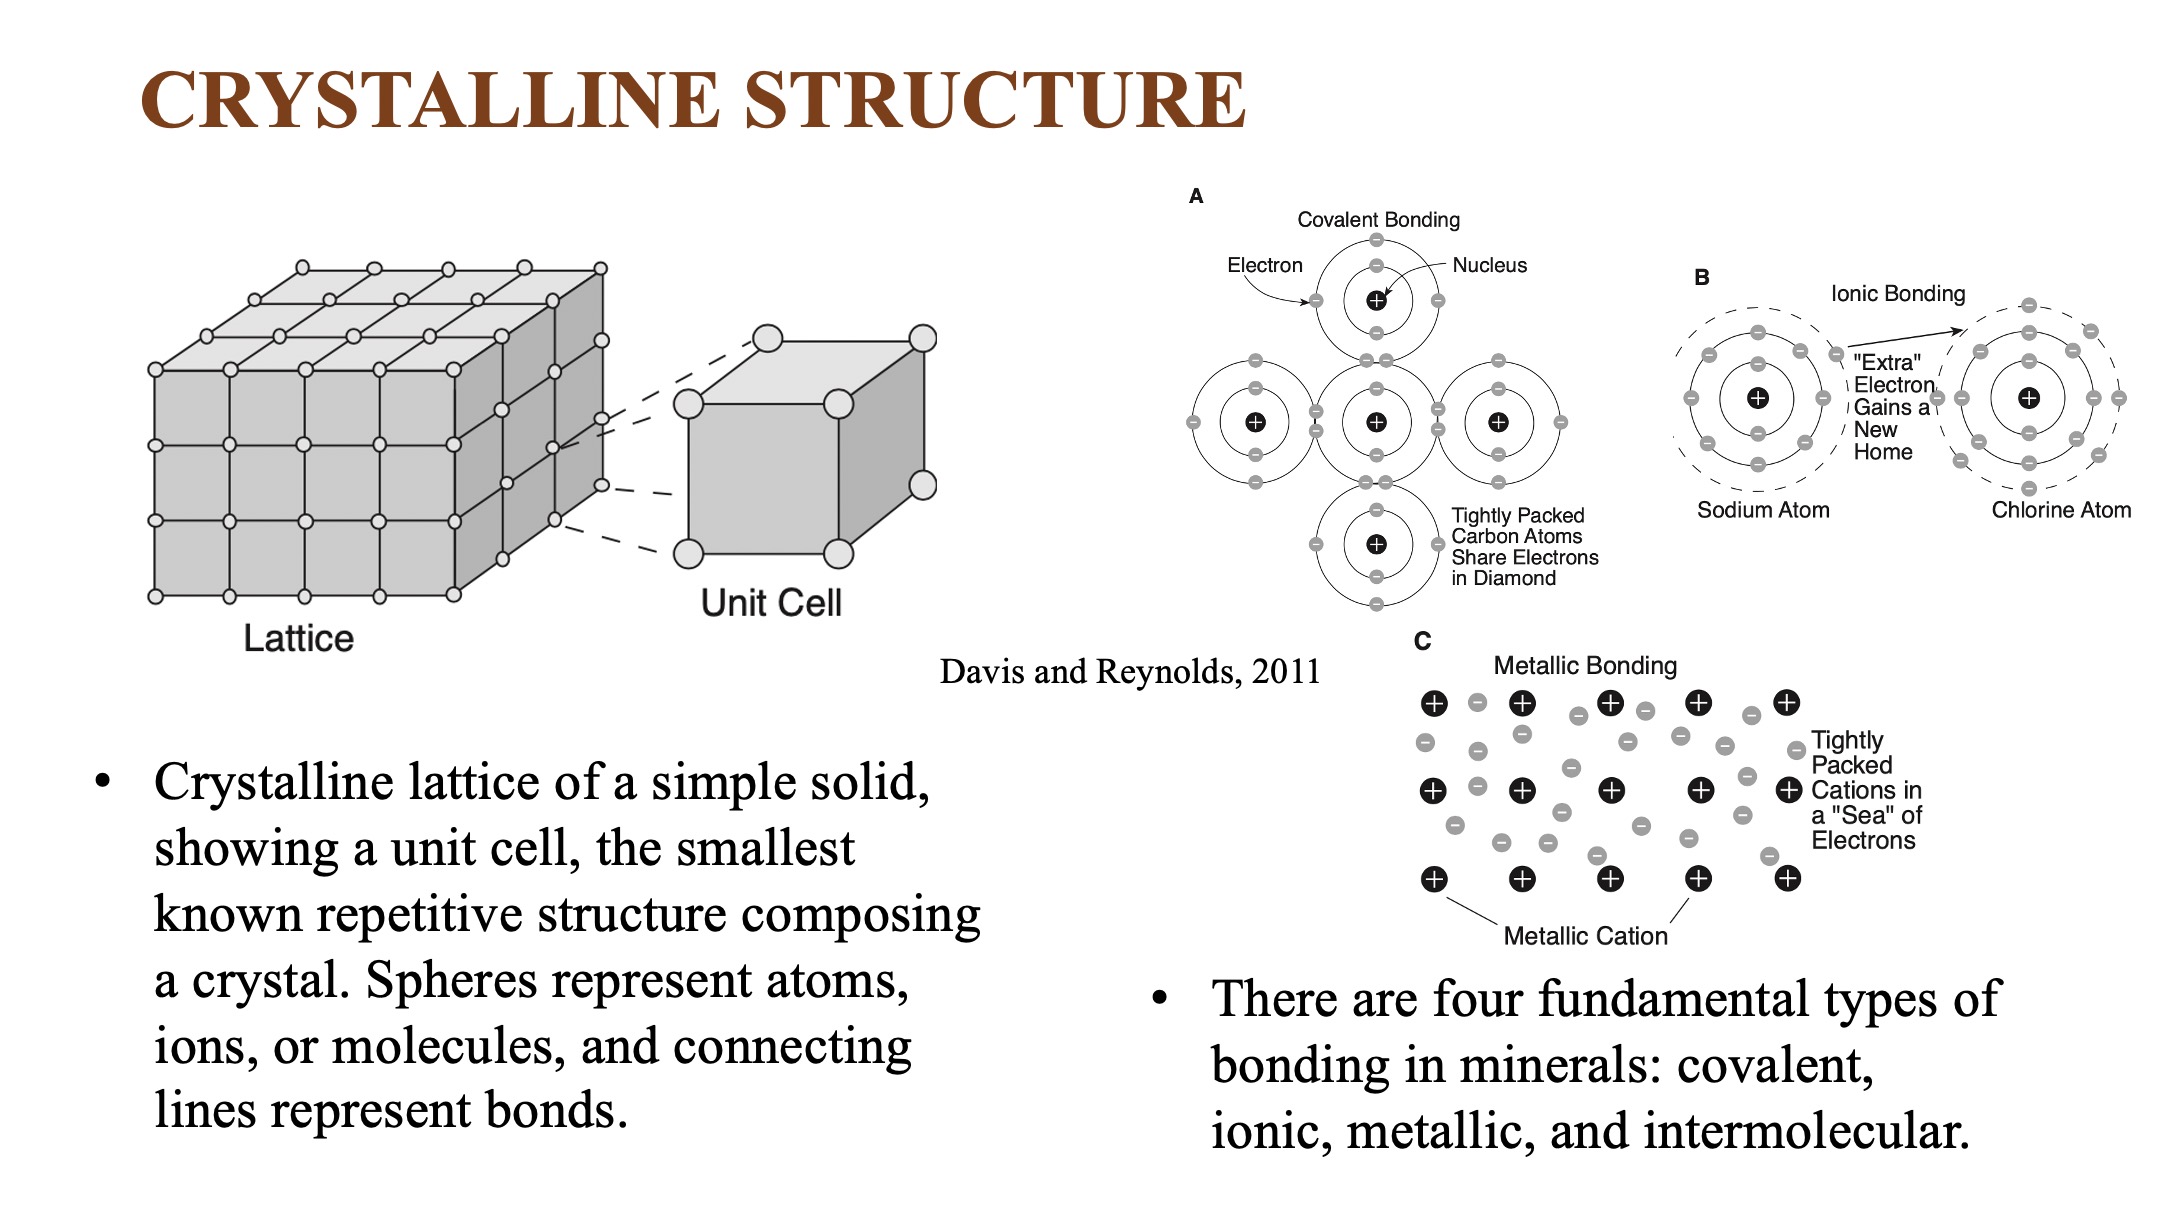 CRYSTALLINE STRUCTURE
Lattice
Unit Cell
A
Covalent Bonding
Electron
Nucleus
Tightly Packed
Carbon Atoms
Share Electrons
in Diamond
B
Ionic Bonding
"Extra"
Electron
Gains a
New
Home
Sodium Atom
Chlorine Atom
Davis and Reynolds, 2011
C
Metallic Bonding
Tightly
Packed
Cations in
a "Sea" of
Electrons
Metallic Cation
• Crystalline lattice of a simple solid,
showing a unit cell, the smallest
known repetitive structure composing
a crystal. Spheres represent atoms,
ions, or molecules, and connecting
lines represent bonds.
• There are four fundamental types of
bonding in minerals: covalent,
ionic, metallic, and intermolecular.